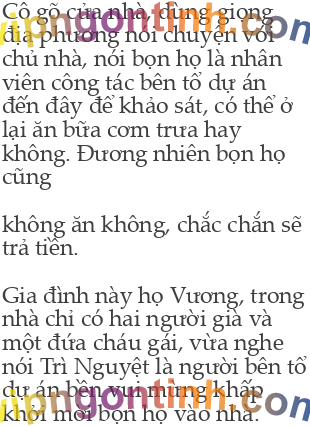 Cô gõ cửa nhà, dùng giọng
địa phương nói chuyện với
chủ nhà, nói bọn họ là nhân
viên công tác bên tổ dự án
đến đây để khảo sát, có thể ở
lại ăn bữa cơm trưa hay
không. Đương nhiên bọn họ
cũng
không ăn không, chắc chắn sẽ
trả tiền.
Gia đình này họ Vương, trong
nhà chỉ có hai người già và
một đứa cháu gái, vừa nghe
nói Trì Nguyệt là người bên tổ
dự án bèn vui mừng khấp
khởi mời bọn họ vào nhà.
vipngontinh.com
vipngontinh.com